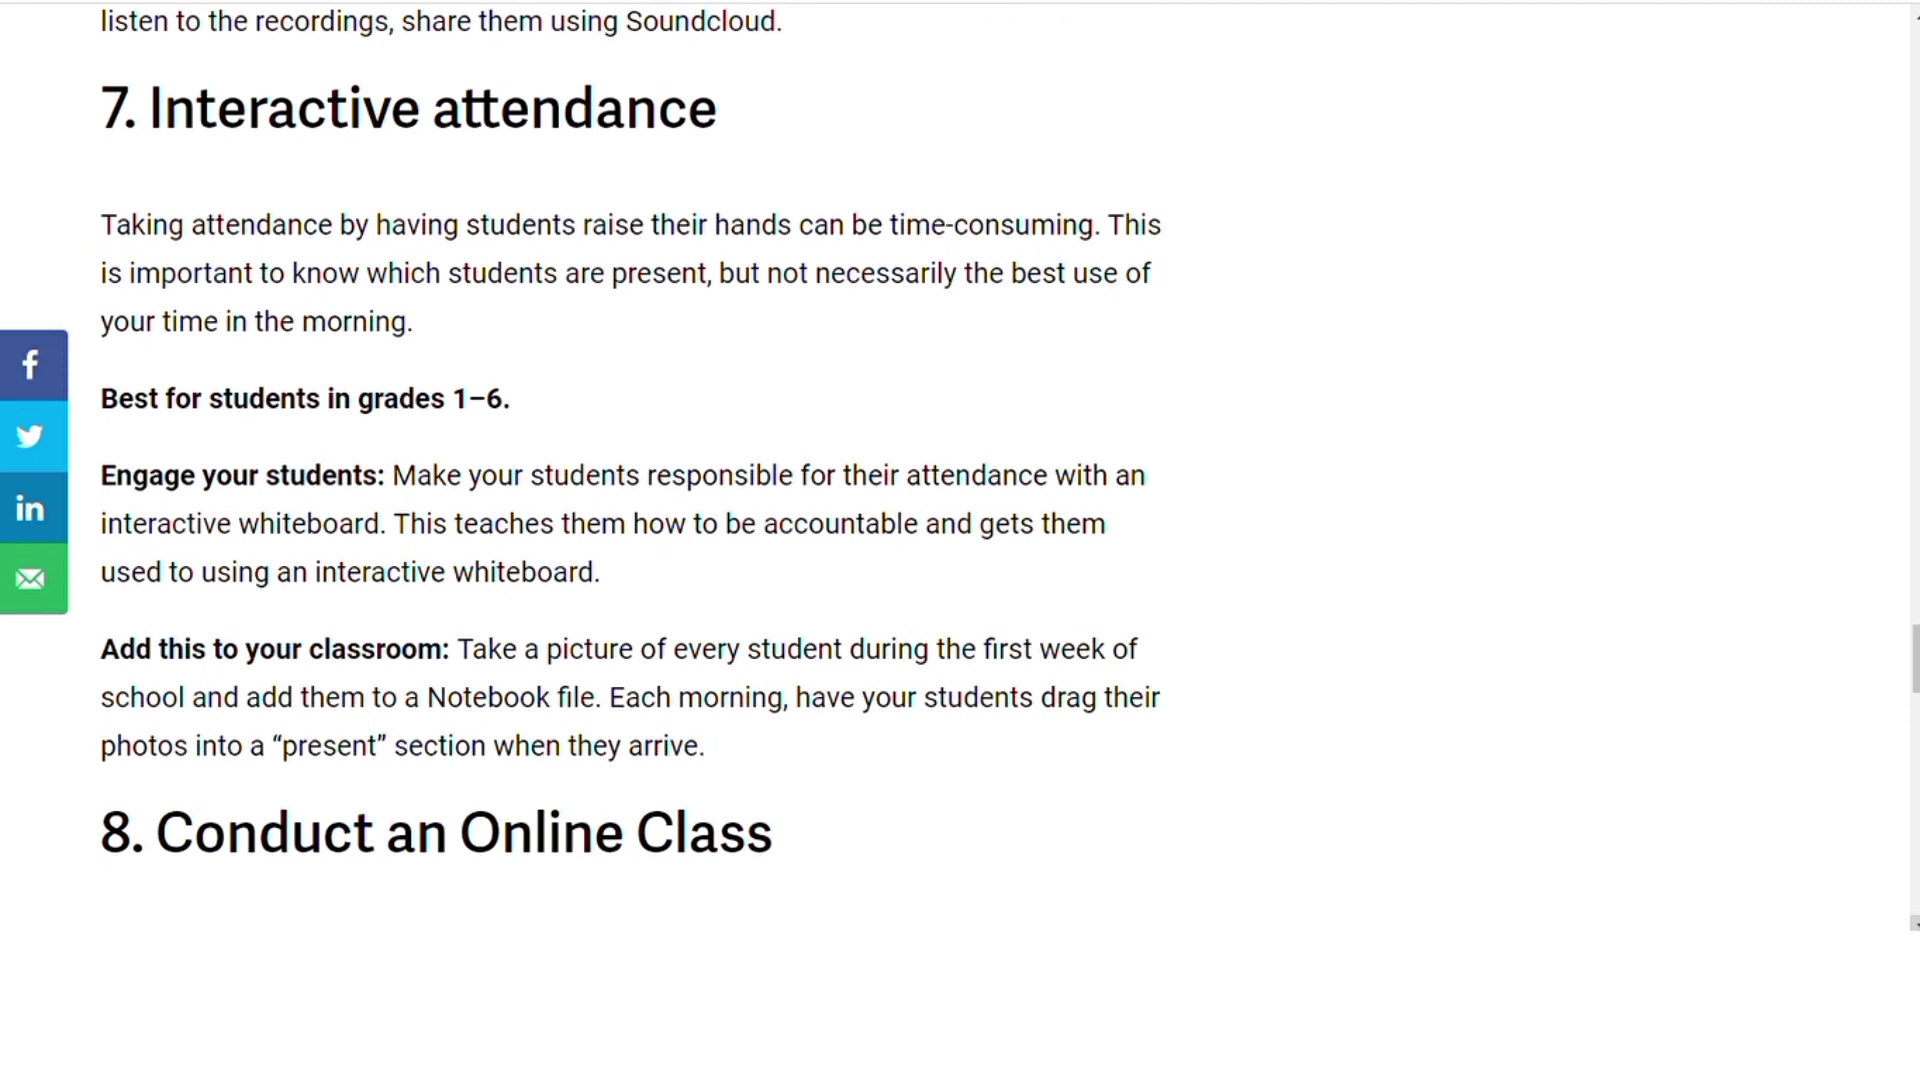 listen to the recordings, share them using Soundcloud.
7. Interactive attendance
Taking attendance by having students raise their hands can be time-consuming. This
is important to know which students are present, but not necessarily the best use of
your time in the morning.
Best for students in grades 1–6.
Engage your students: Make your students responsible for their attendance with an
interactive whiteboard. This teaches them how to be accountable and gets them
used to using an interactive whiteboard.
Add this to your classroom: Take a picture of every student during the first week of
school and add them to a Notebook file. Each morning, have your students drag their
photos into a “present” section when they arrive.
8. Conduct an Online Class